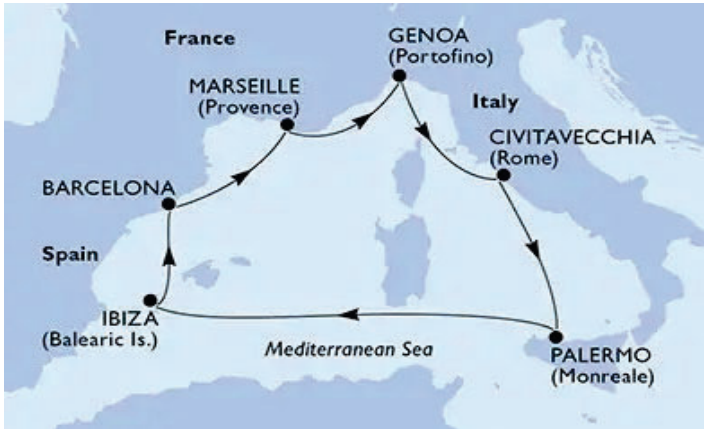 France
GENOA
(Portofino)
MARSEILLE
(Provence)
Italy
CIVITAVECCHIA
(Rome)
BARCELONA
Spain
IBIZA
(Balearic Is.)
Mediterranean Sea
PALERMO
(Monreale)